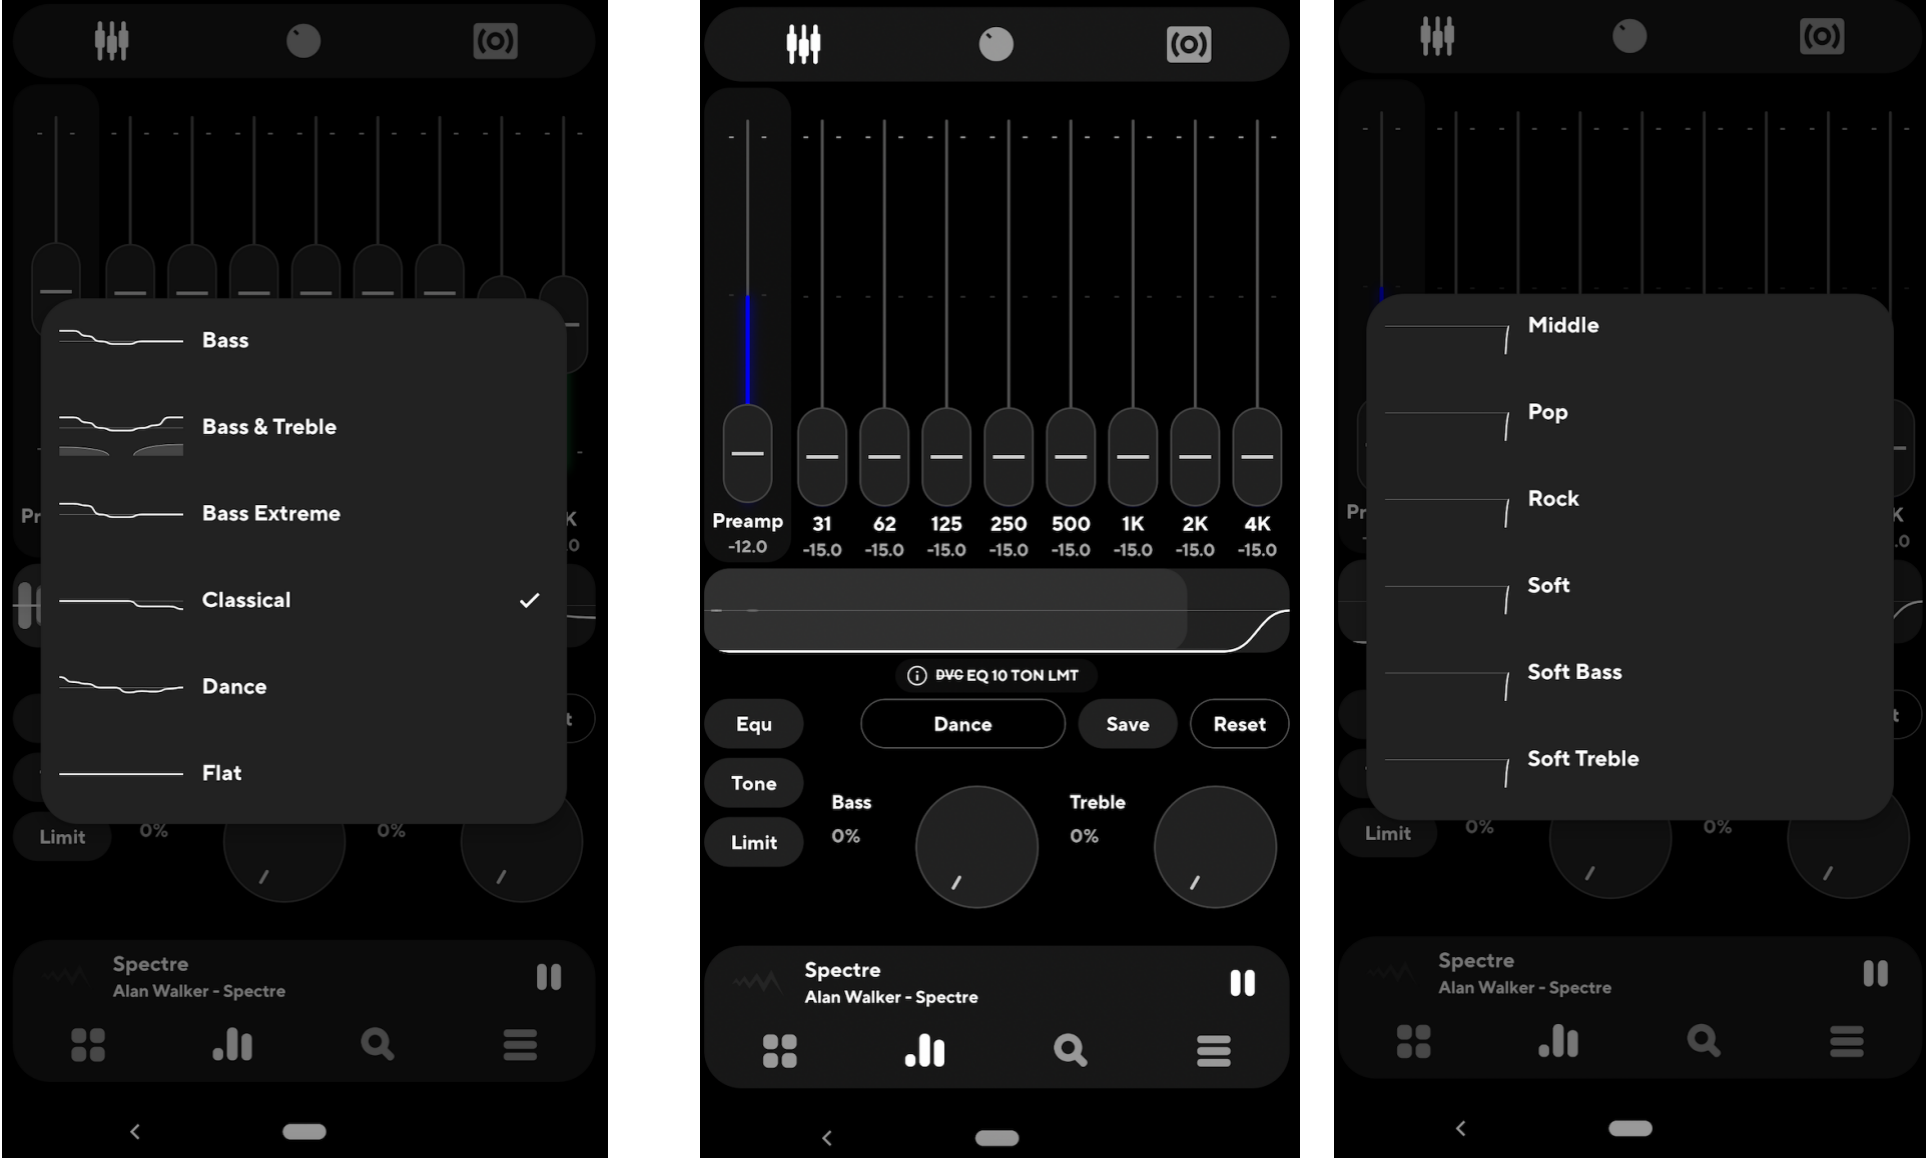 Bass
Bass & Treble
Bass Extreme
Classical
Dance
Flat
Pr
K
.0
t
Limit
0%
0%
Spectre
Alan Walker - Spectre
Preamp 31 62 125 250 500 1K 2K 4K
-12.0 -15.0 -15.0 -15.0 -15.0 -15.0 -15.0 -15.0 -15.0
DVC EQ 10 TON LMT
Equ Dance Save Reset
Tone
Limit
Bass
0%
Treble
0%
Spectre
Alan Walker - Spectre
Middle
Pop
Rock
Soft
Soft Bass
Soft Treble
Pr
K
.0
t
Limit
0%
0%
Spectre
Alan Walker - Spectre